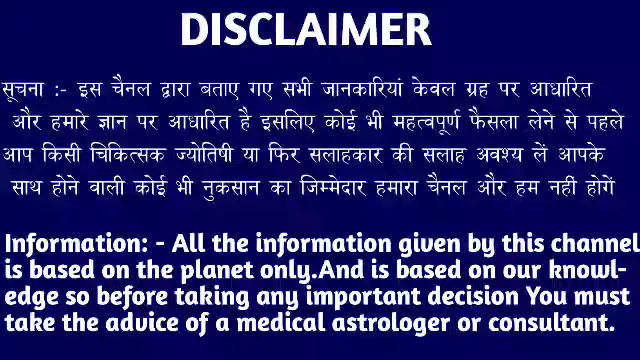 DISCLAIMER
सूचना :- इस चैनल द्वारा बताए गए सभी जानकारियां केवल ग्रह पर आधारित
और हमारे ज्ञान पर आधारित है इसलिए कोई भी महत्वपूर्ण फैसला लेने से पहले
आप किसी चिकित्सक ज्योतिषी या फिर सलाहकार की सलाह अवश्य लें आपके
साथ होने वाली कोई भी नुकसान का जिम्मेदार हमारा चैनल और हम नहीं होगें
Information: - All the information given by this channel
is based on the planet only.And is based on our knowl-
edge so before taking any important decision You must
take the advice of a medical astrologer or consultant.